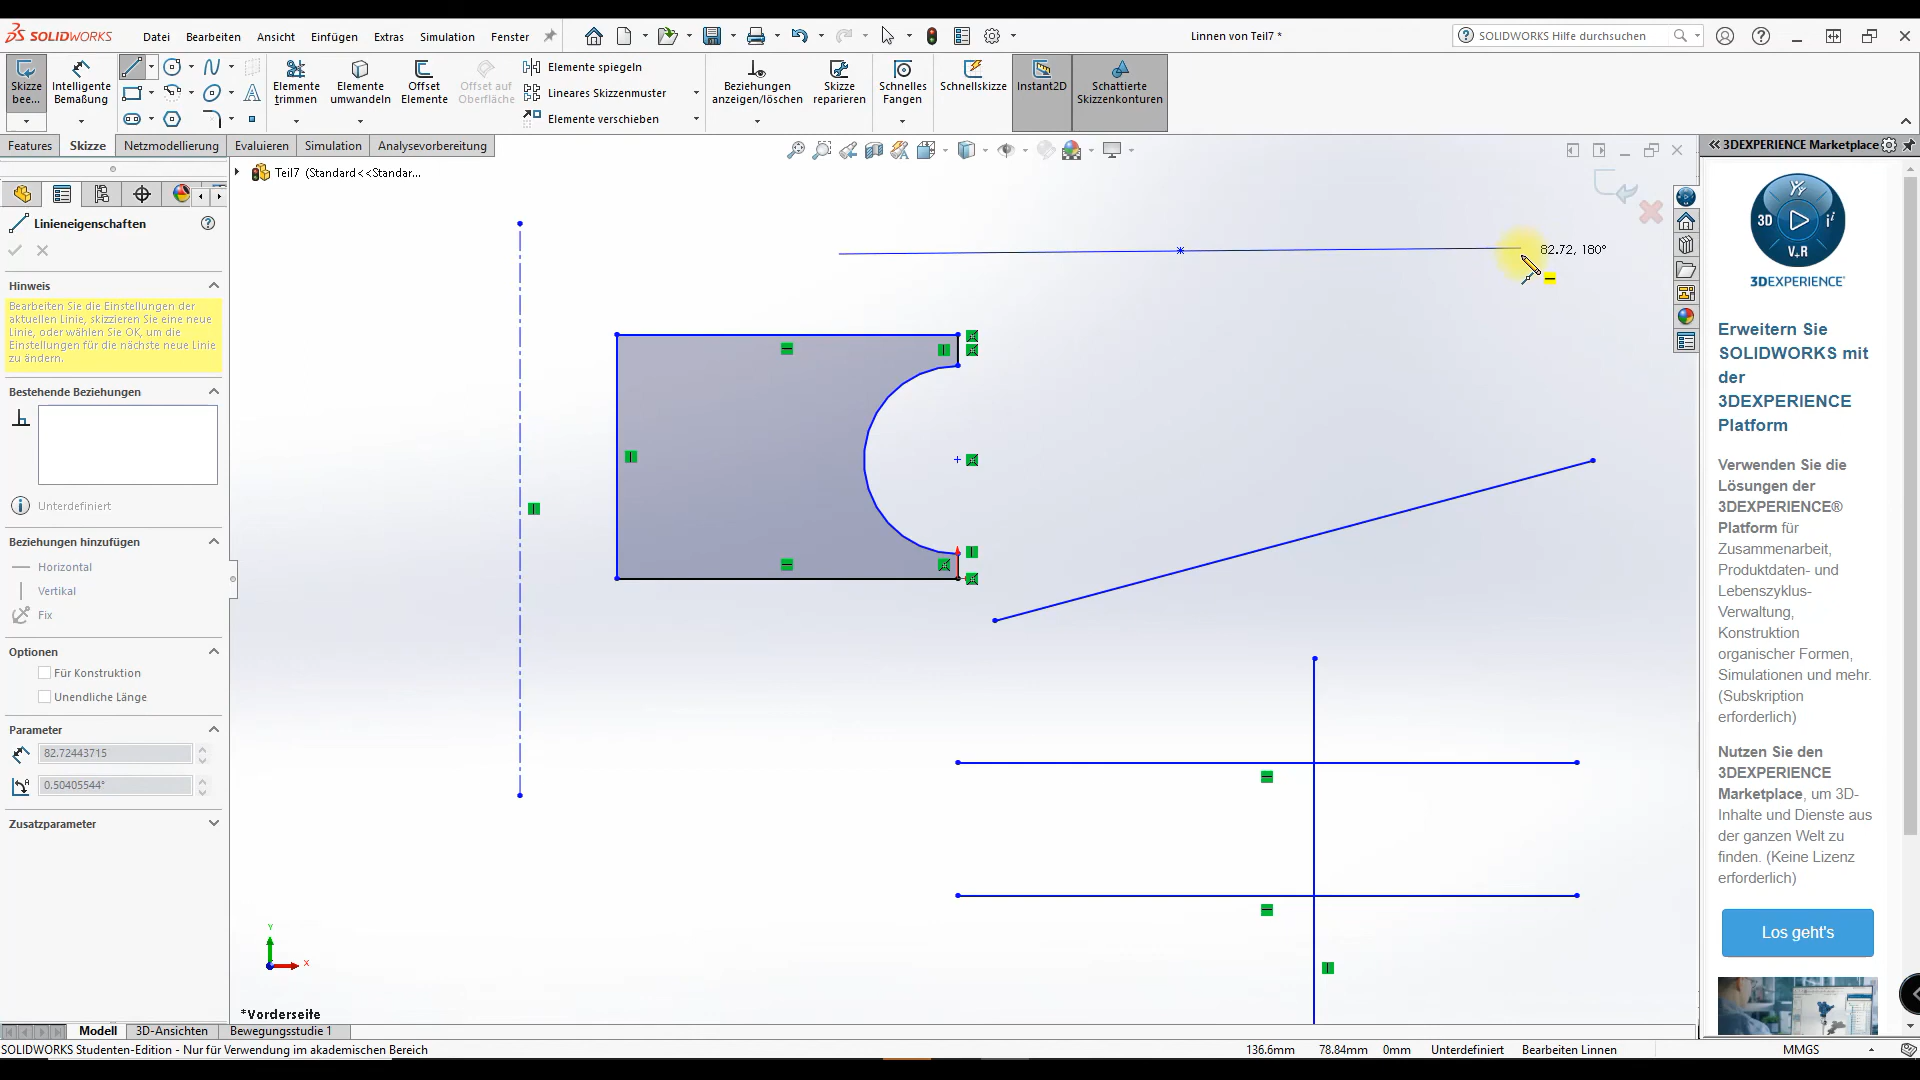 SOLIDWORKS
Datei
Bearbeiten
Ansicht
Einfügen
Extras
Simulation
Fenster
Linnen von Teil7 *
SOLIDWORKS Hilfe durchsuchen
Skizze
bee...
Intelligente
Bemaßung
Elemente
trimmen
Elemente
umwandeln
Offset
Elemente
Offset auf
Oberfläche
Elemente spiegeln
Lineares Skizzenmuster
Elemente verschieben
Beziehungen
anzeigen/löschen
Skizze
reparieren
Schnelles
Fangen
Schnellskizze
Instant2D
Schattierte
Skizzenkonturen
Features
Skizze
Netzmodellierung
Evaluieren
Simulation
Analysevorbereitung
3DEXPERIENCE Marketplace
Teil7 (Standard<<Standar...
Linieneigenschaften
Hinweis
Bearbeiten Sie die Einstellungen der
aktuellen Linie, skizzieren Sie eine neue
Linie, oder wählen Sie OK, um die
Einstellungen für die nächste neue Linie
zu ändern.
Bestehende Beziehungen
Unterdefiniert
Beziehungen hinzufügen
Horizontal
Vertikal
Fix
Optionen
Für Konstruktion
Unendliche Länge
Parameter
82.72443715
0.50405544°
Zusatzparameter
82.72, 180°
Y
X
*Vorderseite
3D
V+R
3DEXPERIENCE
Erweitern Sie
SOLIDWORKS mit
der
3DEXPERIENCE
Platform
Verwenden Sie die
Lösungen der
3DEXPERIENCE®
Platform für
Zusammenarbeit,
Produktdaten- und
Lebenszyklus-
Verwaltung,
Konstruktion
organischer Formen,
Simulationen und mehr.
(Subskription
erforderlich)
Nutzen Sie den
3DEXPERIENCE
Marketplace, um 3D-
Inhalte und Dienste aus
der ganzen Welt zu
finden. (Keine Lizenz
erforderlich)
Los geht's
Modell
3D-Ansichten
Bewegungsstudie 1
SOLIDWORKS Studenten-Edition - Nur für Verwendung im akademischen Bereich
136.6mm
78.84mm
0mm
Unterdefiniert
Bearbeiten Linnen
MMGS